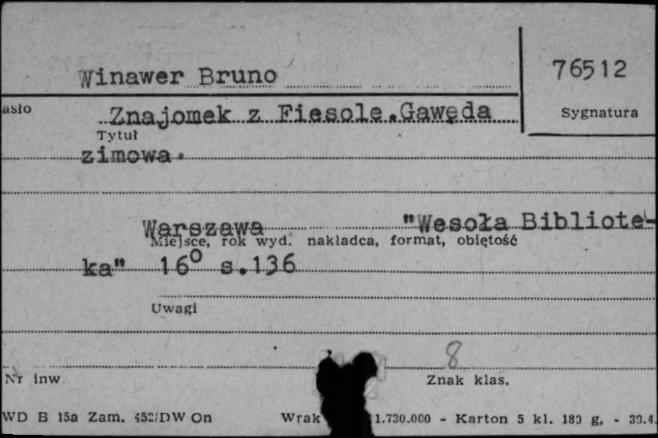 Winawer Bruno
76512
asło
Znajomek z Fiesole.Gawęda
Sygnatura
Tytuł
zimowa.
Warszawa "Wesoła Bibliote-
Miejsce, rok wyd. nakładca, format, objętość
ka" 16° s.136
Uwagi
8
Nr inw.
Znak klas.
WD B 15a Zam. 452/DW On Wrak 1.730.000 - Karton 5 kl. 180 g. - 30.4.